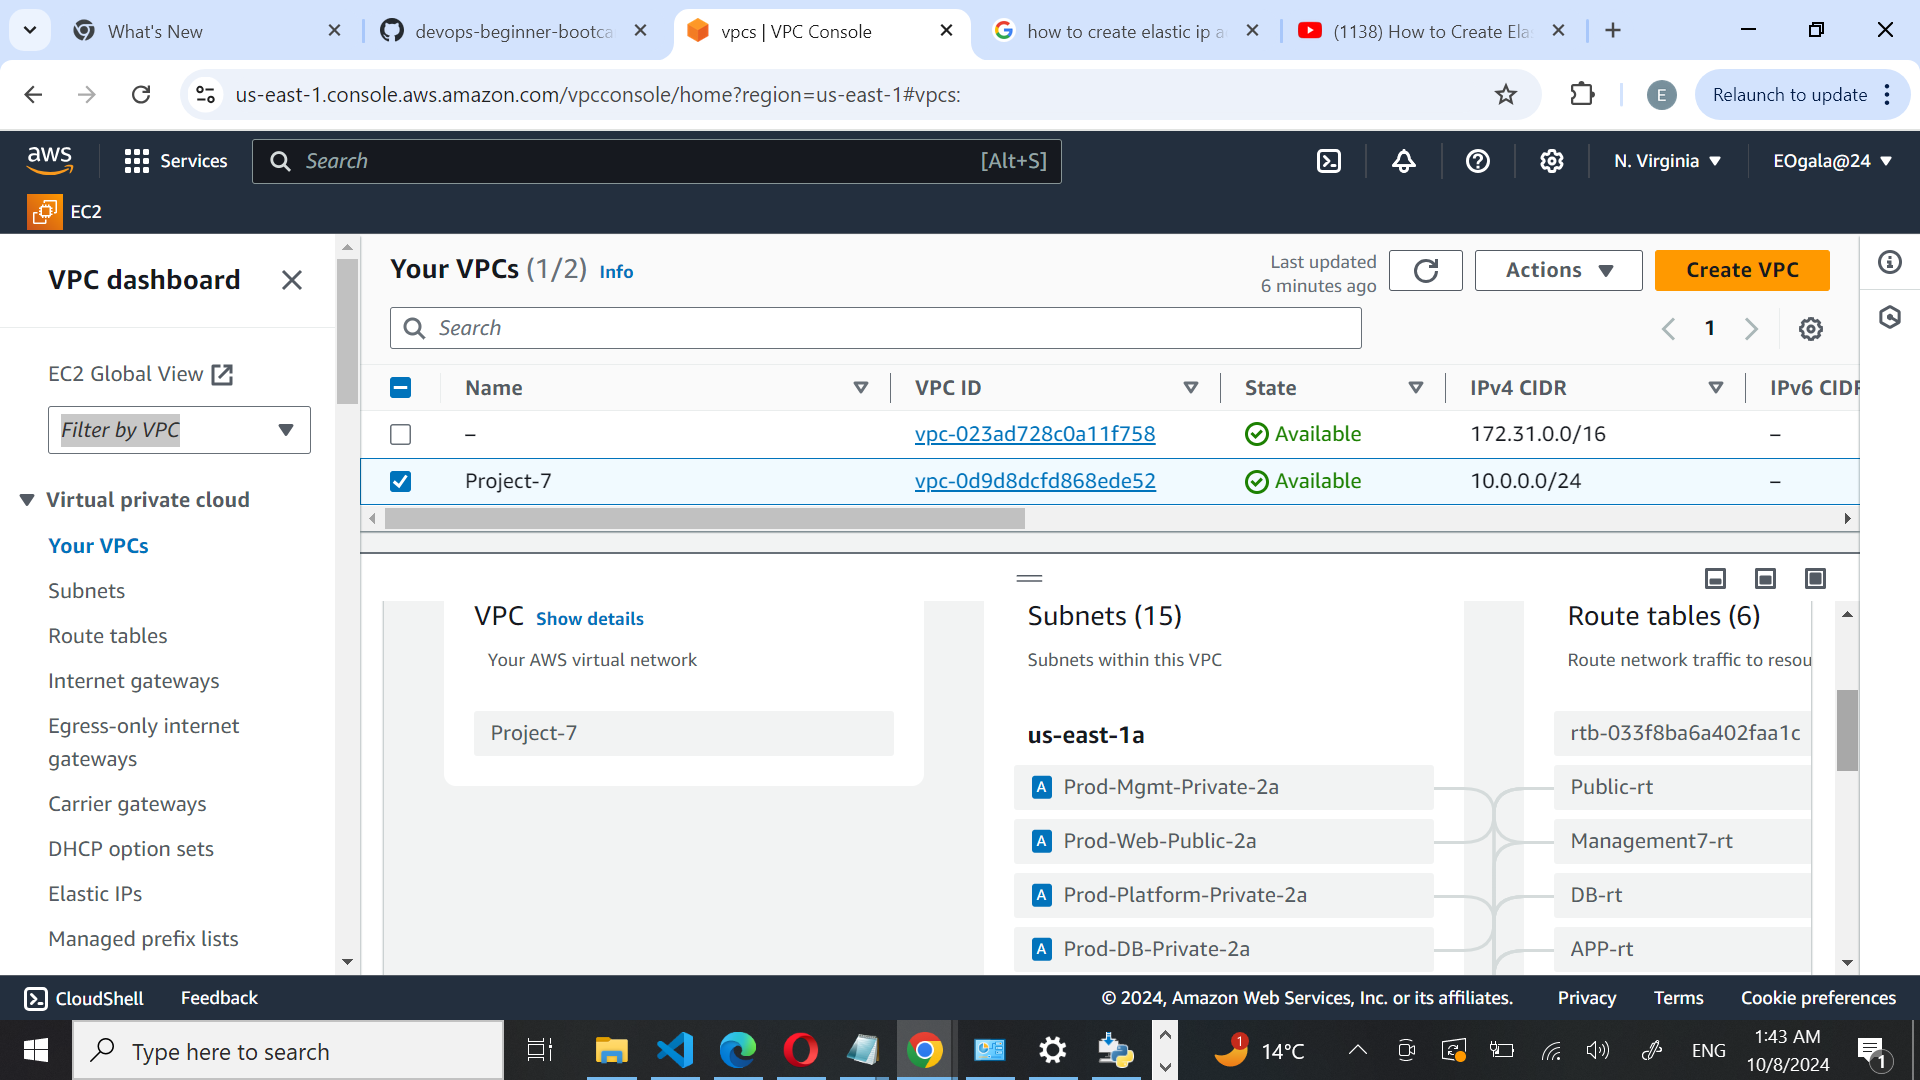 What's New
devops-beginner-bootca
vpcs | VPC Console
how to create elastic ip a
(1138) How to Create Elas
us-east-1.console.aws.amazon.com/vpcconsole/home?region=us-east-1#vpcs:
E
Relaunch to update
aws
Services
Search
[Alt+S]
N. Virginia
EOgala@24
EC2
VPC dashboard
EC2 Global View
Filter by VPC
Virtual private cloud
Your VPCs
Subnets
Route tables
Internet gateways
Egress-only internet
gateways
Carrier gateways
DHCP option sets
Elastic IPs
Managed prefix lists
Your VPCs (1/2) Info
Last updated
6 minutes ago
Actions
Create VPC
Search
1
Name VPC ID State IPv4 CIDR IPv6 CIDR
– vpc-023ad728c0a11f758 Available 172.31.0.0/16 –
Project-7 vpc-0d9d8dcfd868ede52 Available 10.0.0.0/24 –
VPC Show details
Your AWS virtual network
Project-7
Subnets (15)
Subnets within this VPC
us-east-1a
A Prod-Mgmt-Private-2a
A Prod-Web-Public-2a
A Prod-Platform-Private-2a
A Prod-DB-Private-2a
Route tables (6)
Route network traffic to resou
rtb-033f8ba6a402faa1c
Public-rt
Management7-rt
DB-rt
APP-rt
CloudShell
Feedback
© 2024, Amazon Web Services, Inc. or its affiliates.
Privacy
Terms
Cookie preferences
Type here to search
1
14°C
ENG
1:43 AM
10/8/2024
1